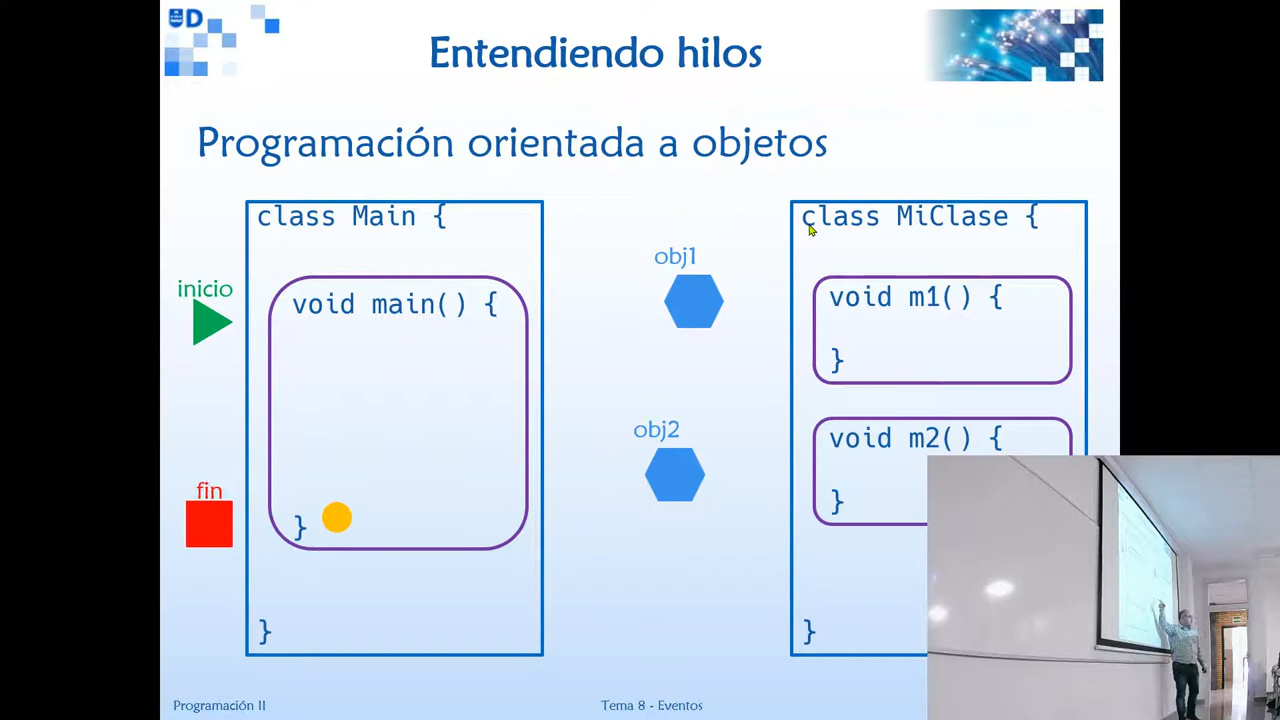 D
Entendiendo hilos
Programación orientada a objetos
class Main {
inicio
void main() {
fin
}
}
obj1
obj2
class MiClase {
void m1() {
}
void m2() {
}
}
Programación II
Tema 8 - Eventos